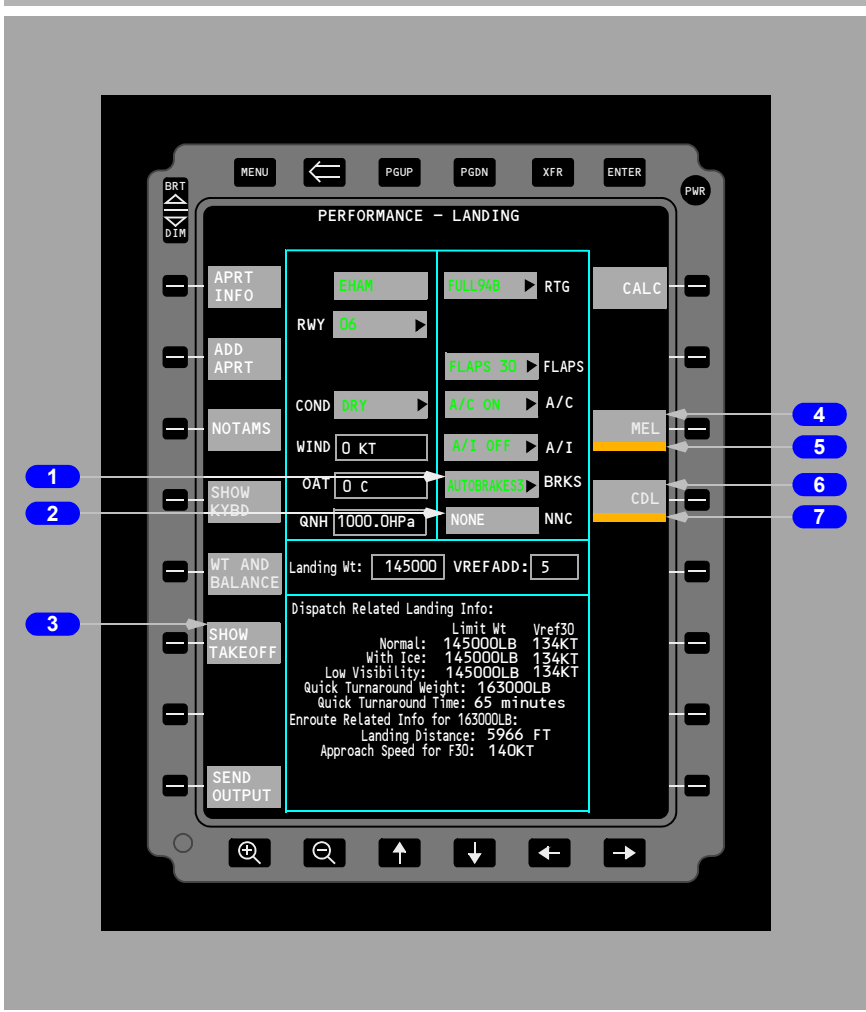 MENU
PGUP
PGDN
XFR
ENTER
BRT
DIM
PWR
PERFORMANCE - LANDING
APRT
INFO
EHAM
FULL94B
RTG
CALC
RWY
06
ADD
APRT
FLAPS 30
FLAPS
COND
DRY
A/C ON
A/C
NOTAMS
MEL
4
WIND
0 KT
A/I OFF
A/I
5
1
OAT
0 C
AUTOBRAKES3
BRKS
6
SHOW
KYBD
CDL
2
QNH
1000.0HPa
NONE
NNC
7
WT AND
BALANCE
Landing Wt:
145000
VREFADD:
5
3
SHOW
TAKEOFF
Dispatch Related Landing Info:
Limit Wt Vref30
Normal: 145000LB 134KT
With Ice: 145000LB 134KT
Low Visibility: 145000LB 134KT
Quick Turnaround Weight: 163000LB
Quick Turnaround Time: 65 minutes
Enroute Related Info for 163000LB:
Landing Distance: 5966 FT
Approach Speed for F30: 140KT
SEND
OUTPUT